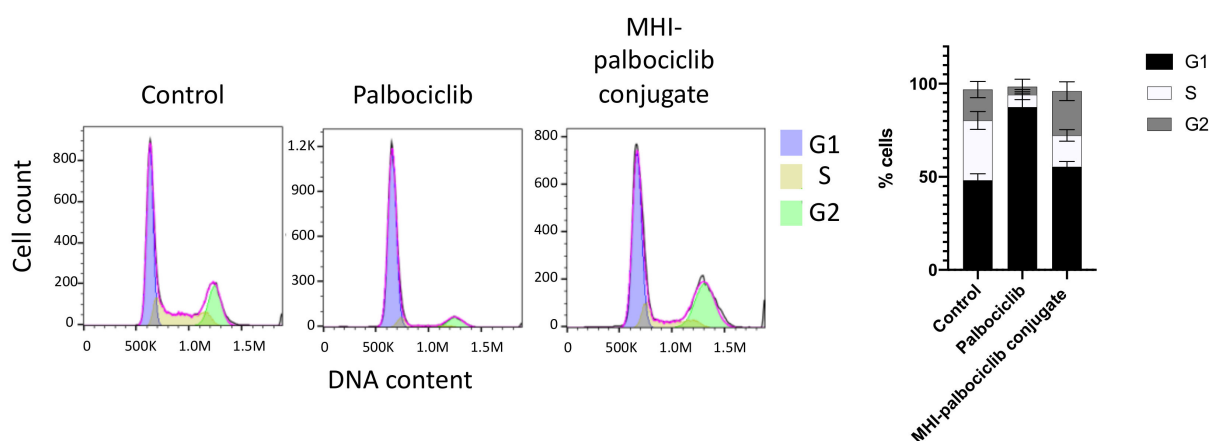 Control
Palbociclib
MHI-
palbociclib
conjugate
Cell count
800
600
400
200
0
0
500K
1.0M
1.5M
1.2K
900
600
300
0
0
500K
1.0M
1.5M
800
600
400
200
0
0
500K
1.0M
1.5M
DNA content
G1
S
G2
% cells
100
50
0
Control
Palbociclib
MHI-palbociclib conjugate
G1
S
G2